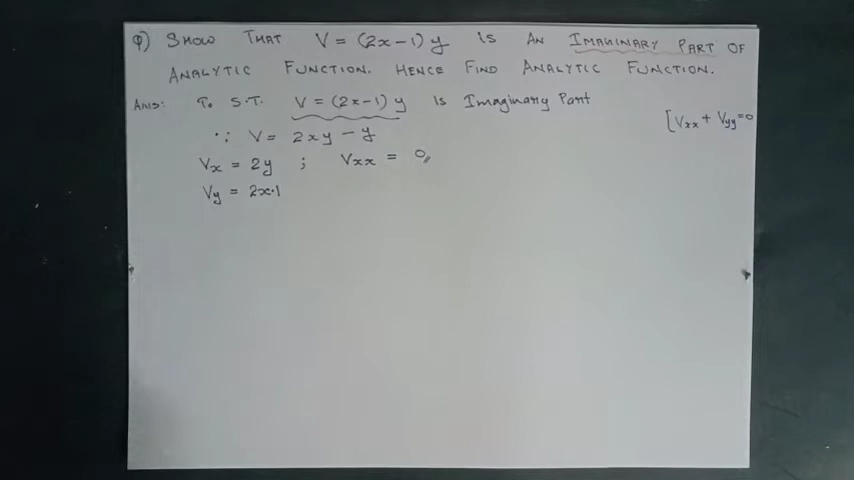 Q) SHOW THAT V = (2x-1) y IS AN IMAGINARY PART OF
ANALYTIC FUNCTION. HENCE FIND ANALYTIC FUNCTION.
Ans: To S.T. V = (2x-1) y is Imaginary Part
[Vxx + Vyy = 0
∵ V = 2xy - y
Vx = 2y ; Vxx = 0,,
Vy = 2x·1